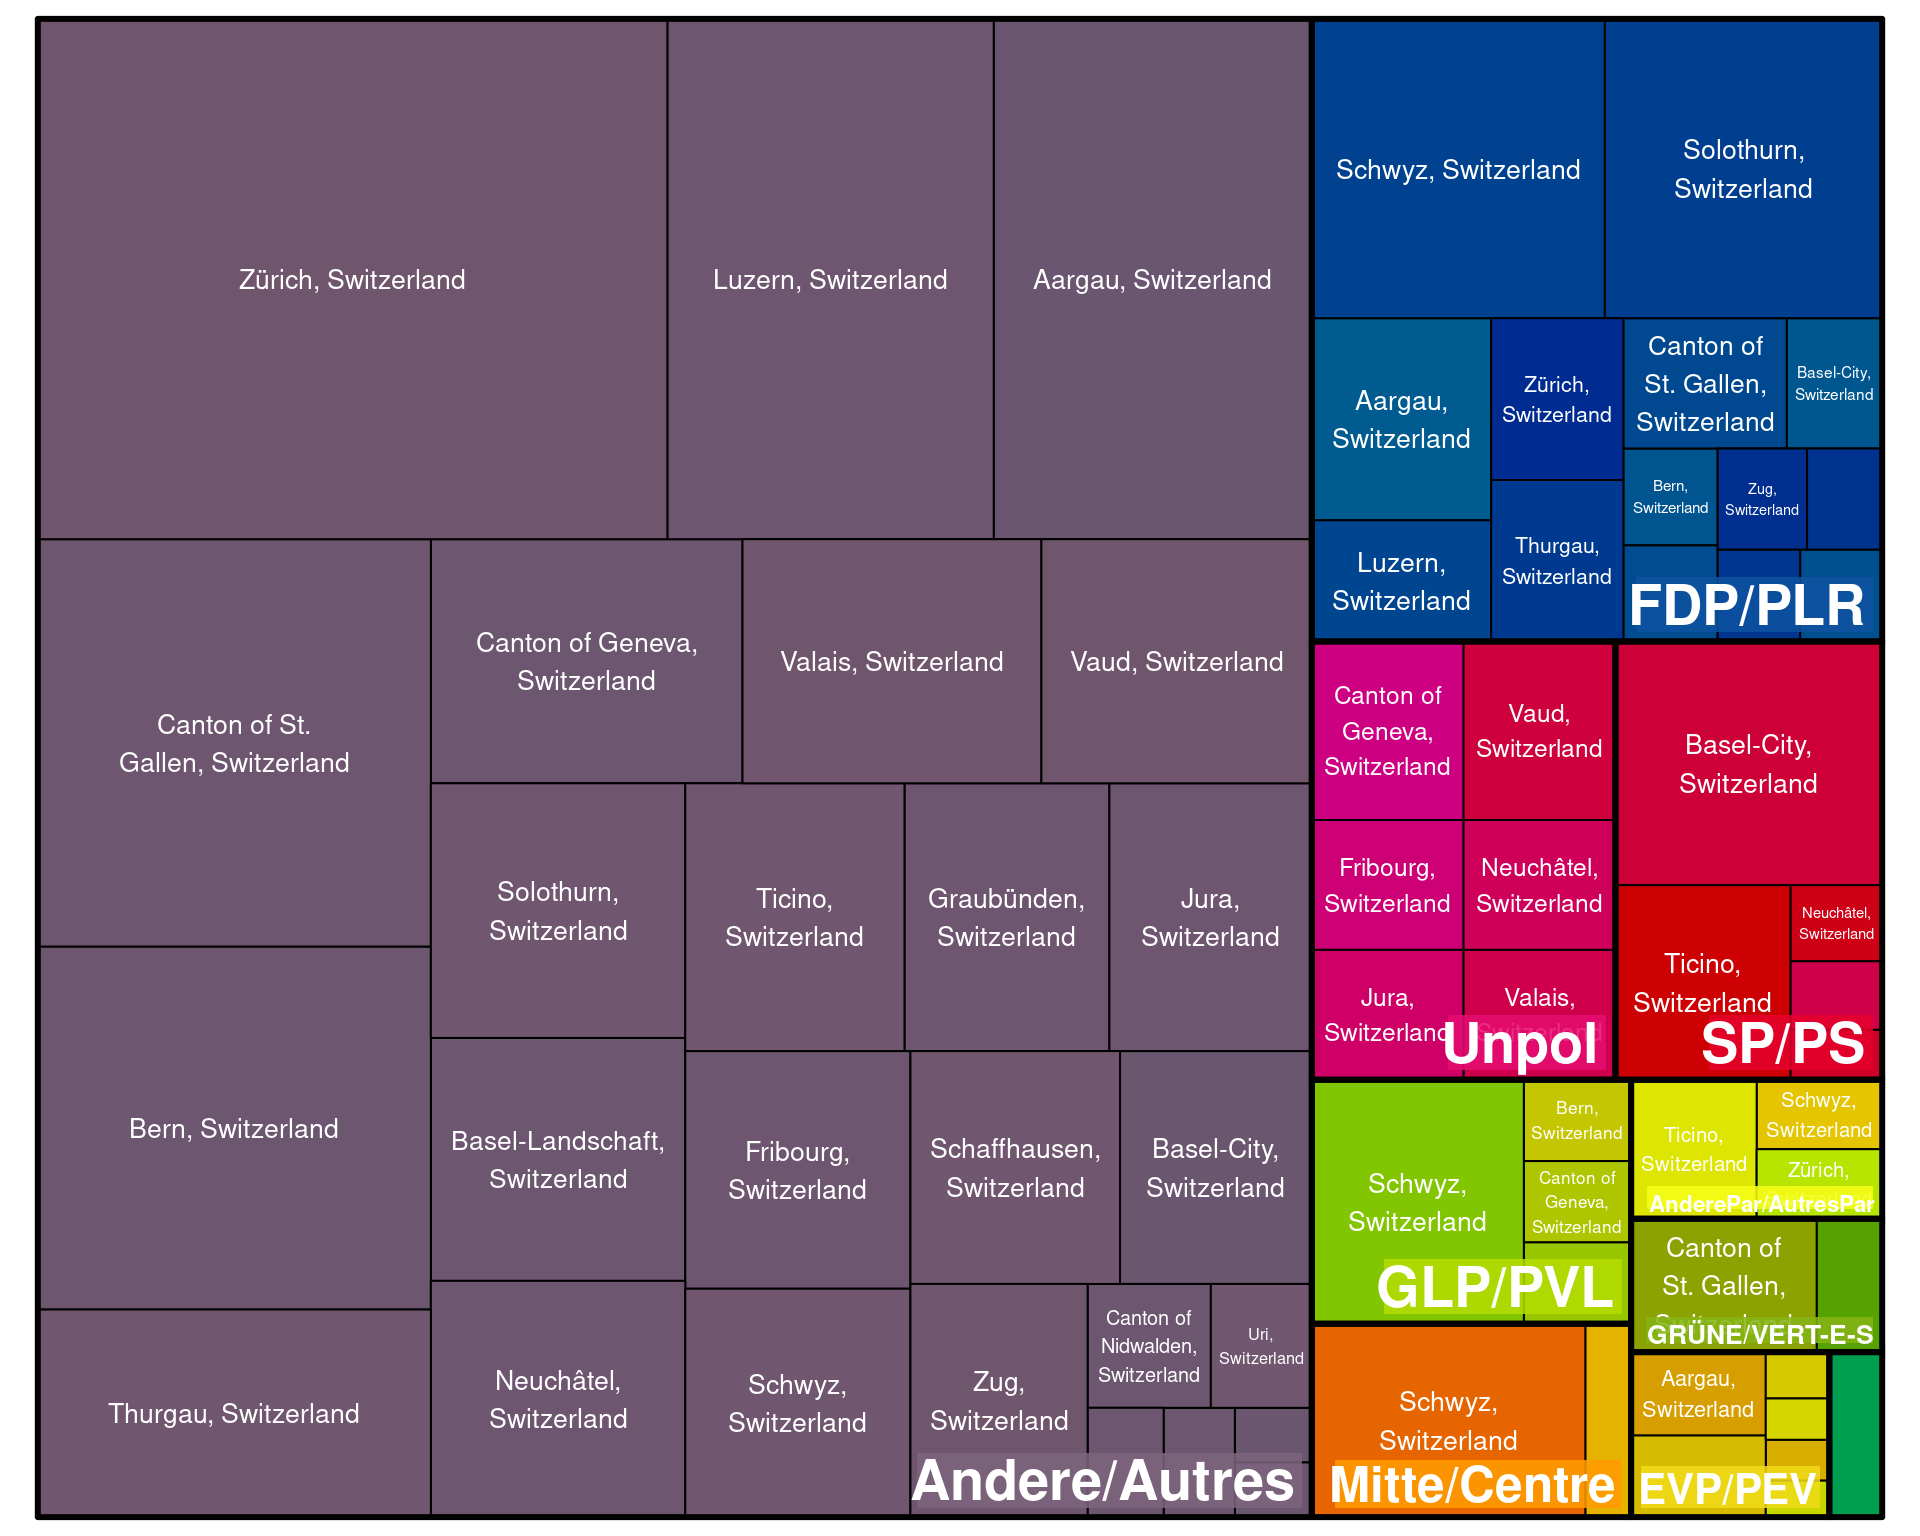 Zürich, Switzerland
Luzern, Switzerland
Aargau, Switzerland
Canton of St.
Gallen, Switzerland
Canton of Geneva,
Switzerland
Valais, Switzerland
Vaud, Switzerland
Solothurn,
Switzerland
Ticino,
Switzerland
Graubünden,
Switzerland
Jura,
Switzerland
Bern, Switzerland
Basel-Landschaft,
Switzerland
Fribourg,
Switzerland
Schaffhausen,
Switzerland
Basel-City,
Switzerland
Thurgau, Switzerland
Neuchâtel,
Switzerland
Schwyz,
Switzerland
Zug,
Switzerland
Canton of
Nidwalden,
Switzerland
Uri,
Switzerland
Andere/Autres
Schwyz, Switzerland
Solothurn,
Switzerland
Aargau,
Switzerland
Zürich,
Switzerland
Canton of
St. Gallen,
Switzerland
Basel-City,
Switzerland
Luzern,
Switzerland
Thurgau,
Switzerland
Bern,
Switzerland
Zug,
Switzerland
FDP/PLR
Canton of
Geneva,
Switzerland
Vaud,
Switzerland
Fribourg,
Switzerland
Neuchâtel,
Switzerland
Jura,
Switzerland
Valais,
Switzerland
Unpol
Basel-City,
Switzerland
Ticino,
Switzerland
Neuchâtel,
Switzerland
SP/PS
Schwyz,
Switzerland
Bern,
Switzerland
Canton of
Geneva,
Switzerland
GLP/PVL
Ticino,
Switzerland
Schwyz,
Switzerland
Zürich,
AnderePar/AutresPar
Canton of
St. Gallen,
Switzerland
GRÜNE/VERT-E-S
Schwyz,
Switzerland
Mitte/Centre
Aargau,
Switzerland
EVP/PEV